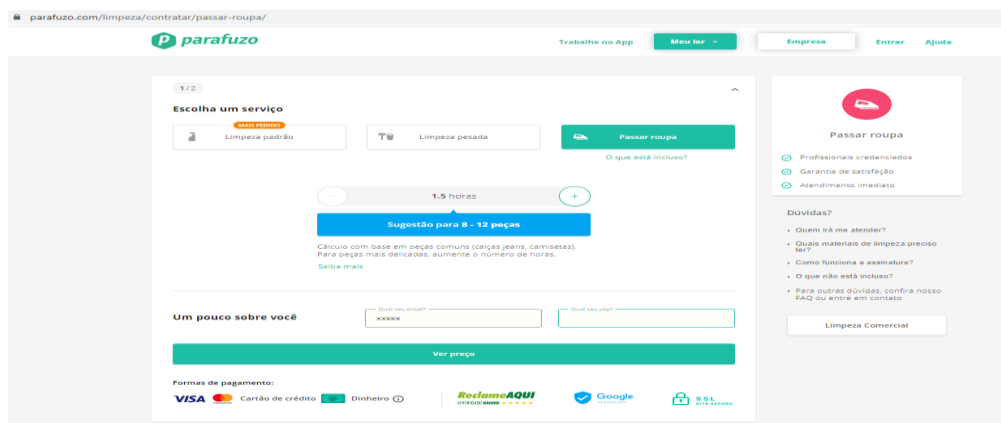 parafuzo.com/limpeza/contratar/passar-roupa/
parafuzo
Trabalhe no App
Meu lar
Empresa
Entrar
Ajuda
1/2
Escolha um serviço
MAIS PEDIDO
Limpeza padrão
Limpeza pesada
Passar roupa
O que está incluso?
1.5 horas
Sugestão para 8 - 12 peças
Cálculo com base em peças comuns (calças jeans, camisetas).
Para peças mais delicadas, aumente o número de horas.
Saiba mais
Um pouco sobre você
Qual seu email?
xxxxx
Qual seu cep?
Ver preço
Formas de pagamento:
VISA
Cartão de crédito
Dinheiro
ReclameAQUI
Google
SSL
SITE SEGURO
Passar roupa
Profissionais credenciados
Garantia de satisfação
Atendimento imediato
Dúvidas?
Quem irá me atender?
Quais materiais de limpeza preciso
ter?
Como funciona a assinatura?
O que não está incluso?
Para outras dúvidas, confira nosso
FAQ ou entre em contato
Limpeza Comercial